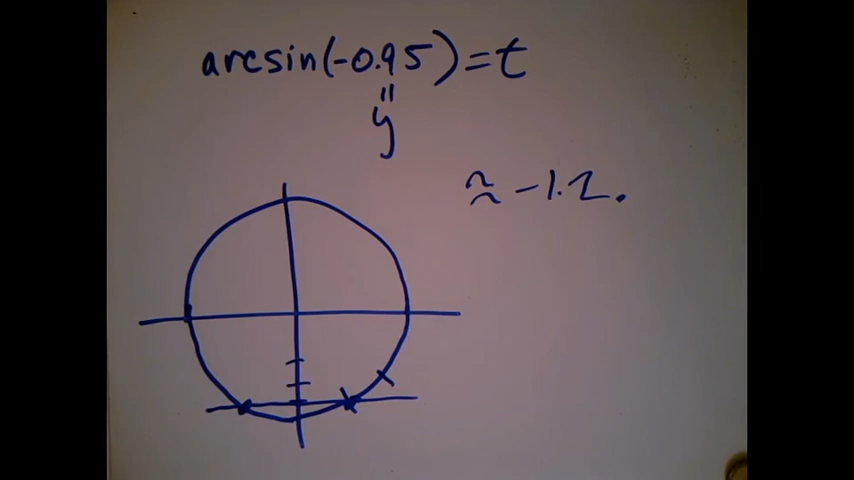 arcsin(-0.95) = t
=
y
≈ -1.2.